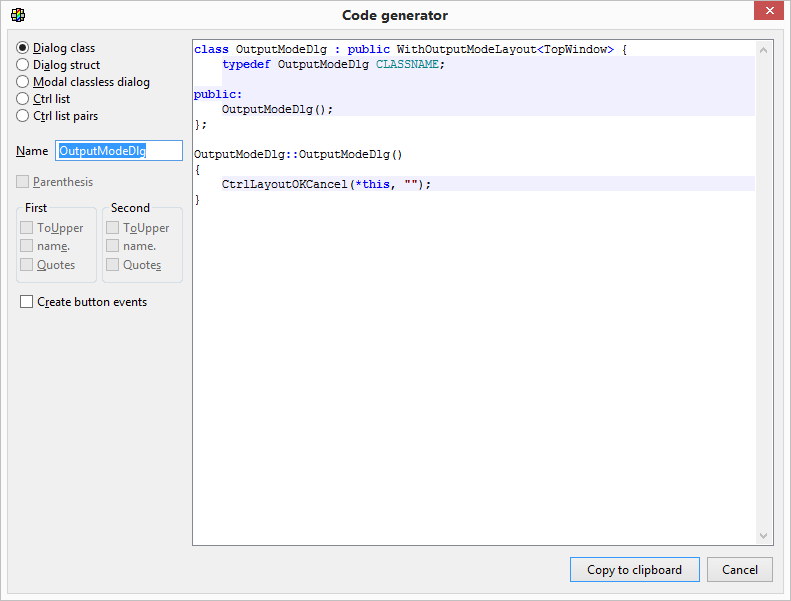 Code generator
Dialog class
Dialog struct
Modal classless dialog
Ctrl list
Ctrl list pairs
Name OutputModeDlg
Parenthesis
First
ToUpper
name.
Quotes
Second
ToUpper
name.
Quotes
Create button events
class OutputModeDlg : public WithOutputModeLayout<TopWindow> {
typedef OutputModeDlg CLASSNAME;
public:
OutputModeDlg();
};
OutputModeDlg::OutputModeDlg()
{
CtrlLayoutOKCancel(*this, "");
}
Copy to clipboard
Cancel